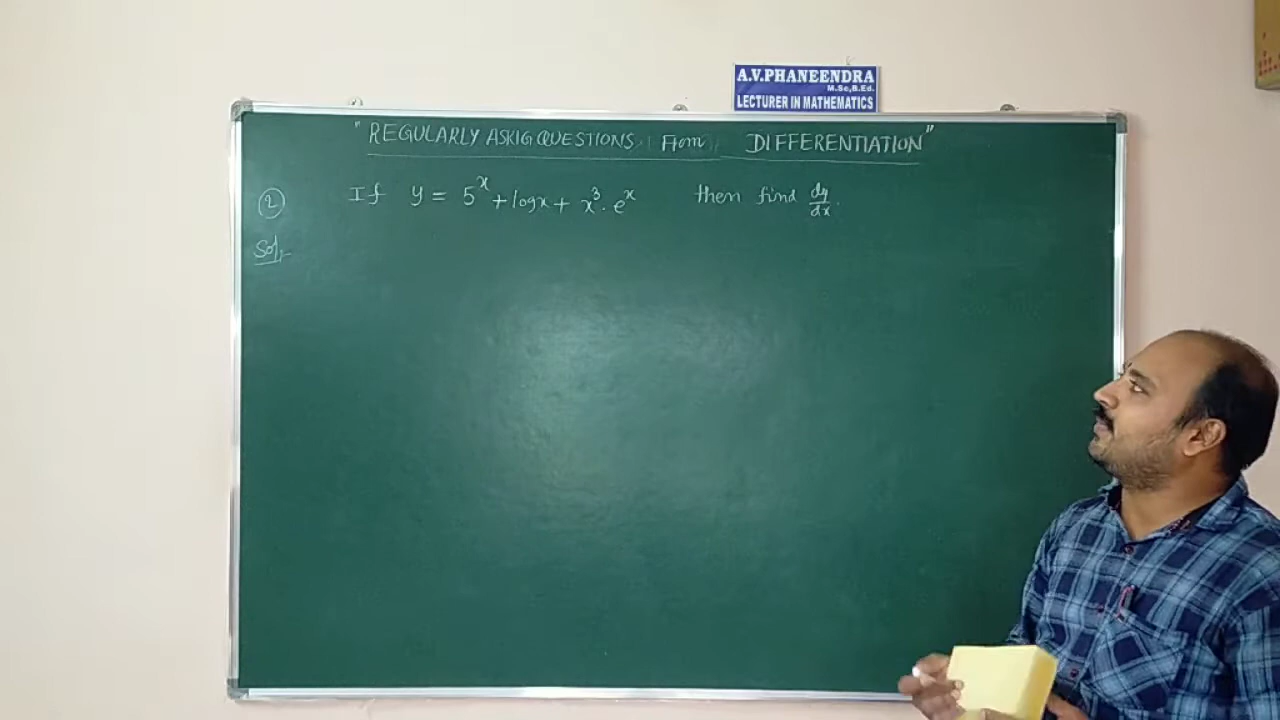 A.V.PHANEENDRA
M.Sc,B.Ed.
LECTURER IN MATHEMATICS
"REGULARLY ASKIG QUESTIONS From DIFFERENTIATION"
② If y = 5^x + log x + x^3 . e^x then find dy/dx.
Sol:-